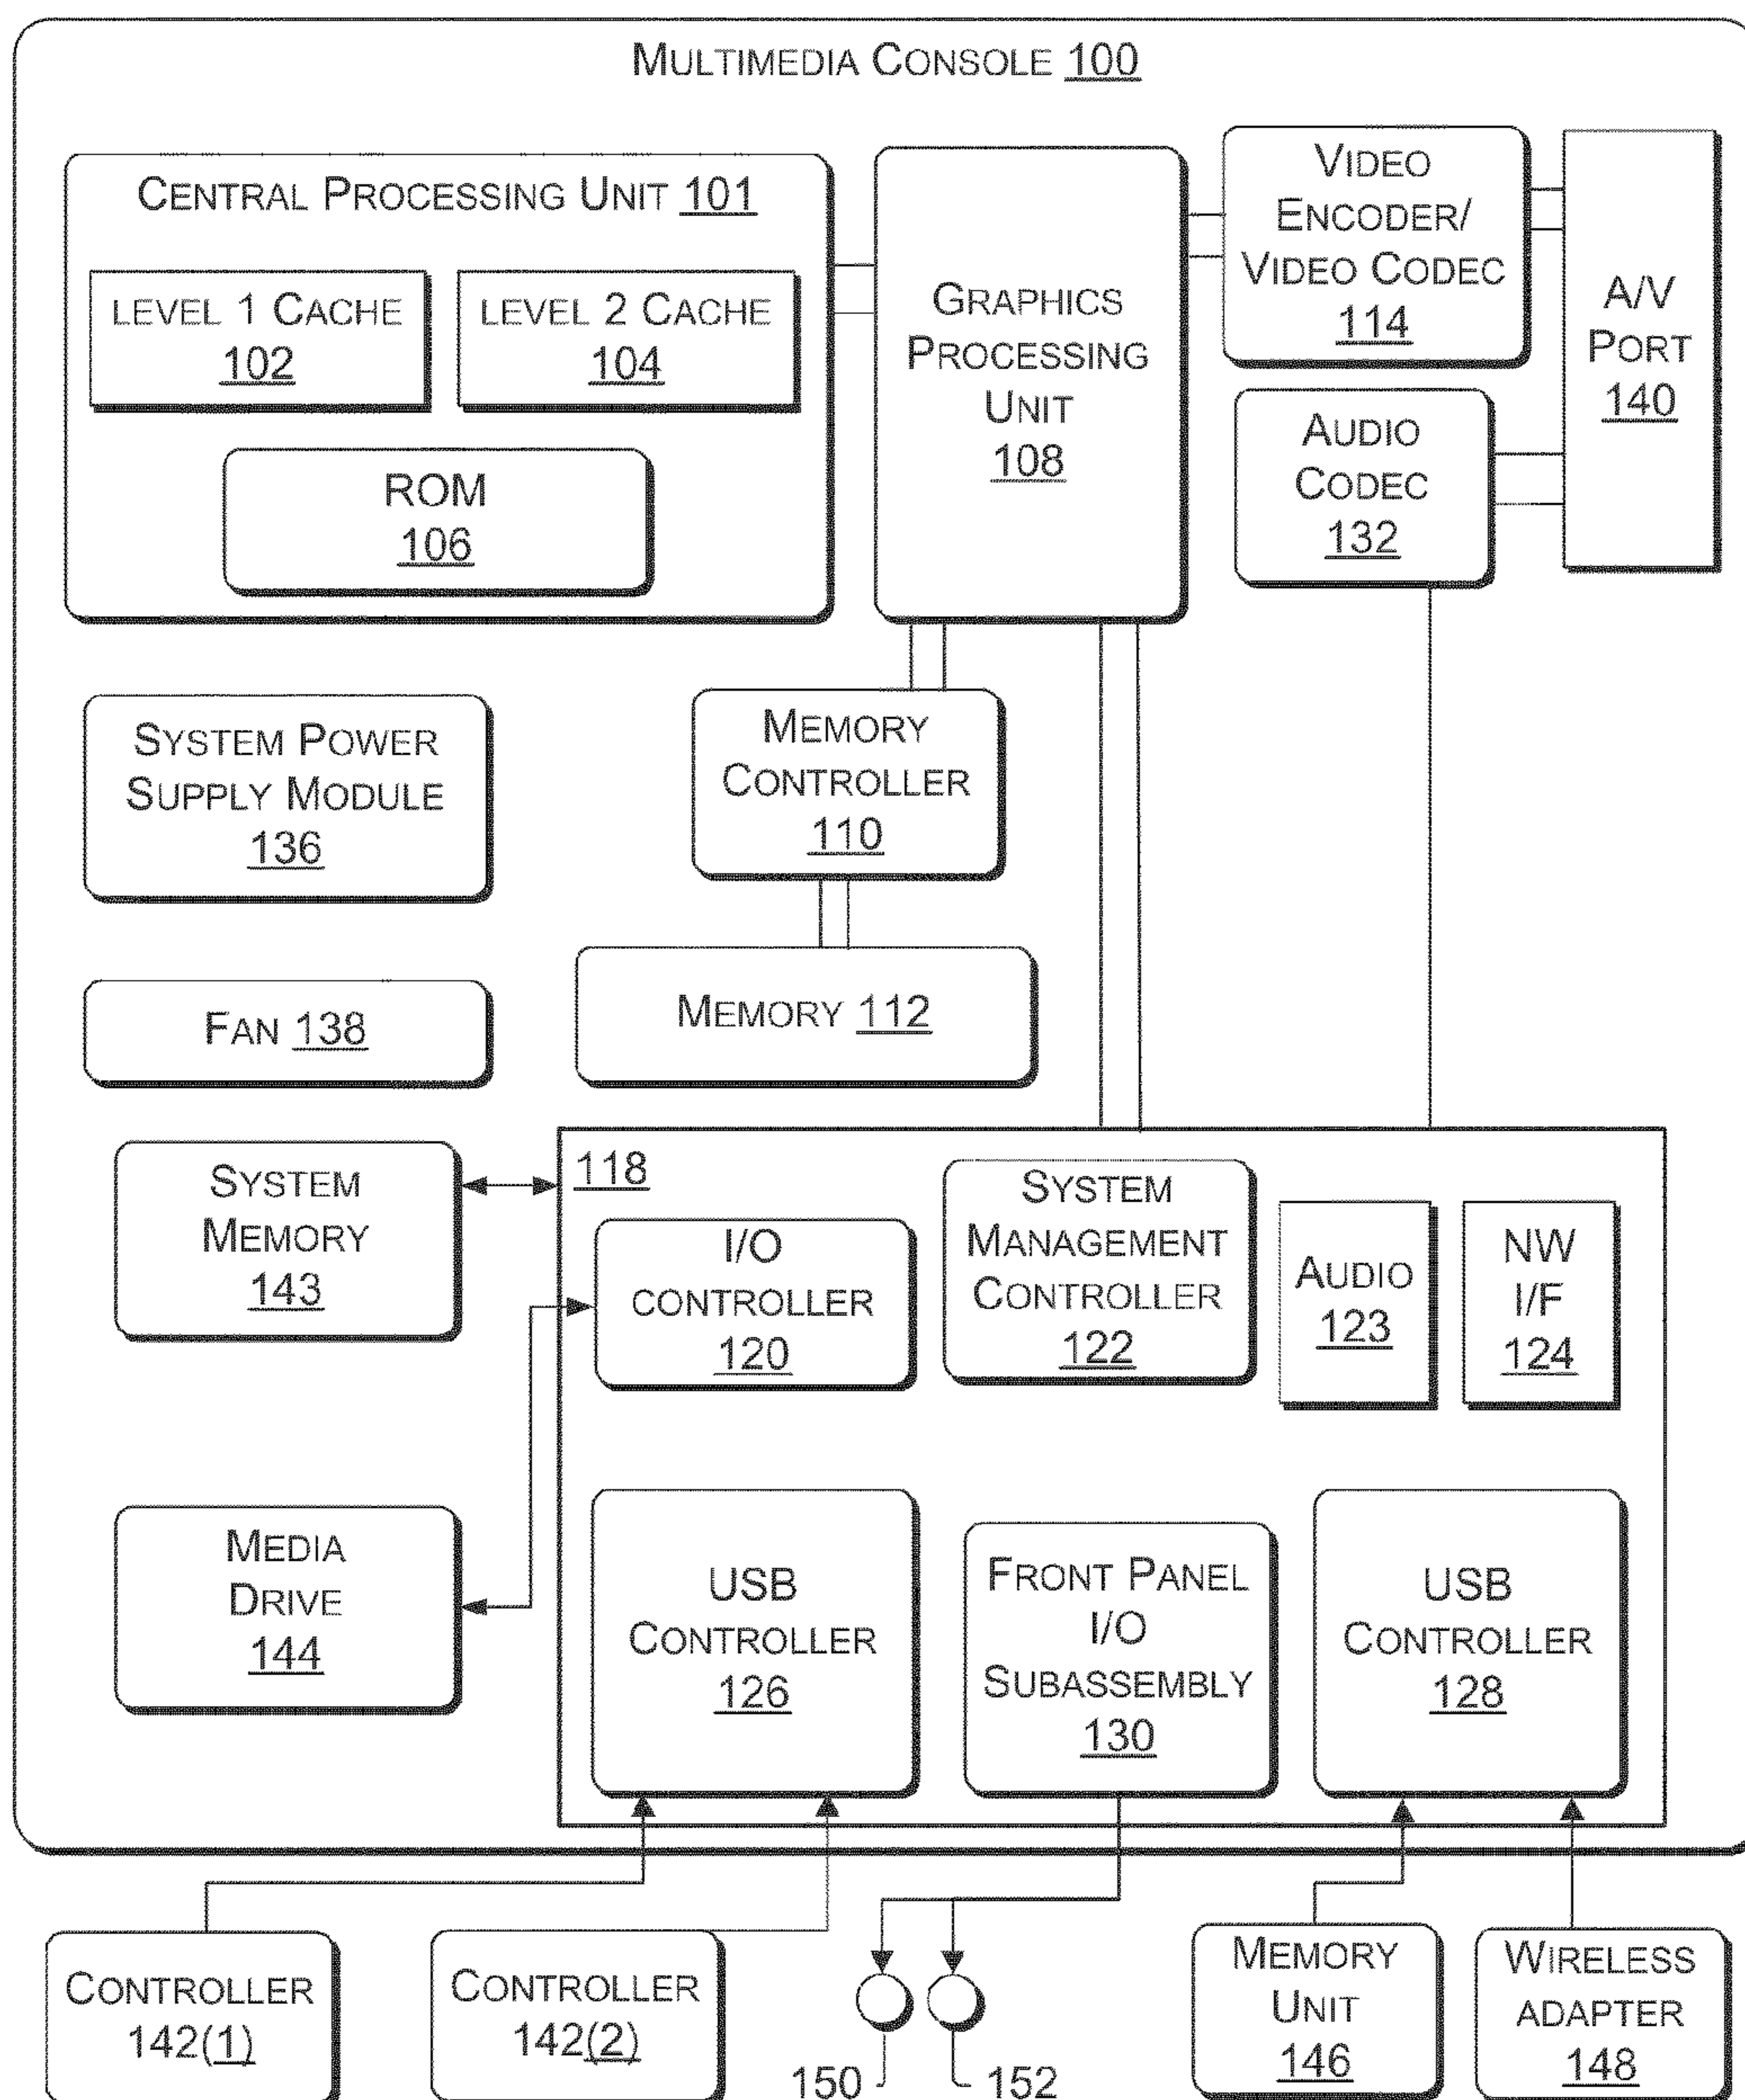 MULTIMEDIA CONSOLE 100
CENTRAL PROCESSING UNIT 101
LEVEL 1 CACHE
102
LEVEL 2 CACHE
104
ROM
106
GRAPHICS
PROCESSING
UNIT
108
VIDEO
ENCODER/
VIDEO CODEC
114
A/V
PORT
140
AUDIO
CODEC
132
SYSTEM POWER
SUPPLY MODULE
136
MEMORY
CONTROLLER
110
FAN 138
MEMORY 112
SYSTEM
MEMORY
143
118
I/O
CONTROLLER
120
SYSTEM
MANAGEMENT
CONTROLLER
122
AUDIO
123
NW
I/F
124
MEDIA
DRIVE
144
USB
CONTROLLER
126
FRONT PANEL
I/O
SUBASSEMBLY
130
USB
CONTROLLER
128
CONTROLLER
142(1)
CONTROLLER
142(2)
150
152
MEMORY
UNIT
146
WIRELESS
ADAPTER
148